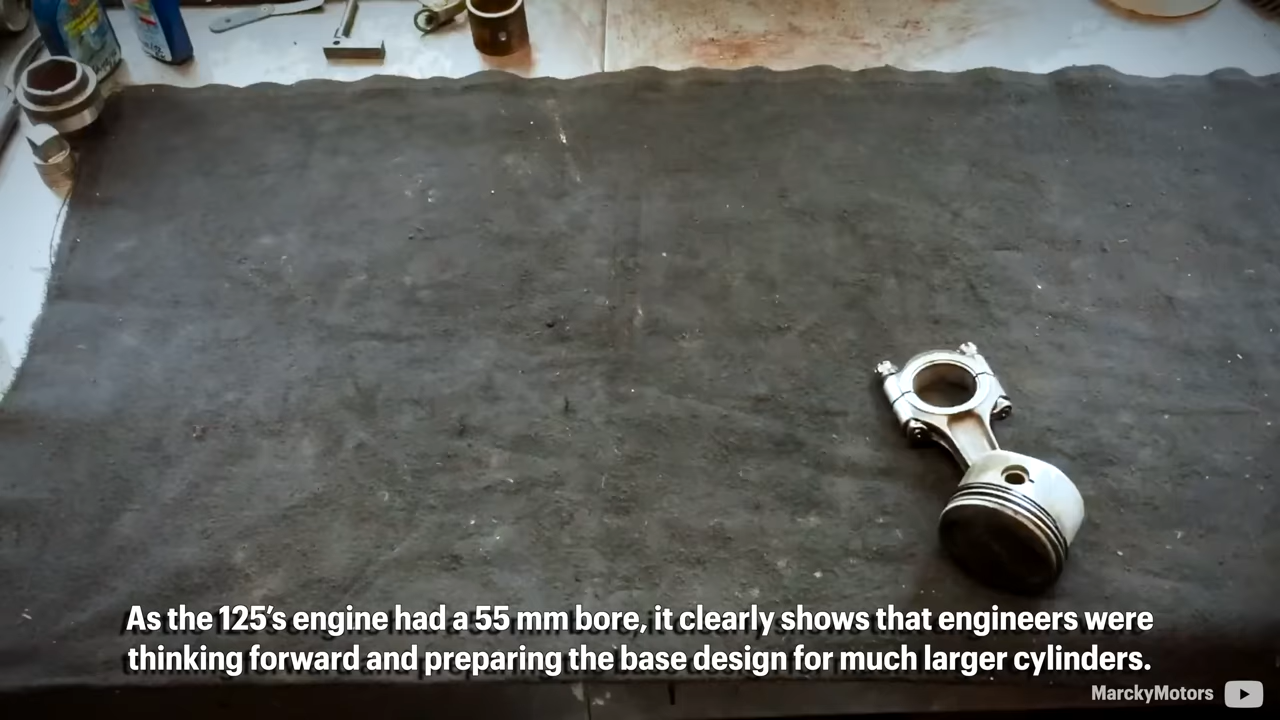 As the 125's engine had a 55 mm bore, it clearly shows that engineers were
thinking forward and preparing the base design for much larger cylinders.
MarckyMotors